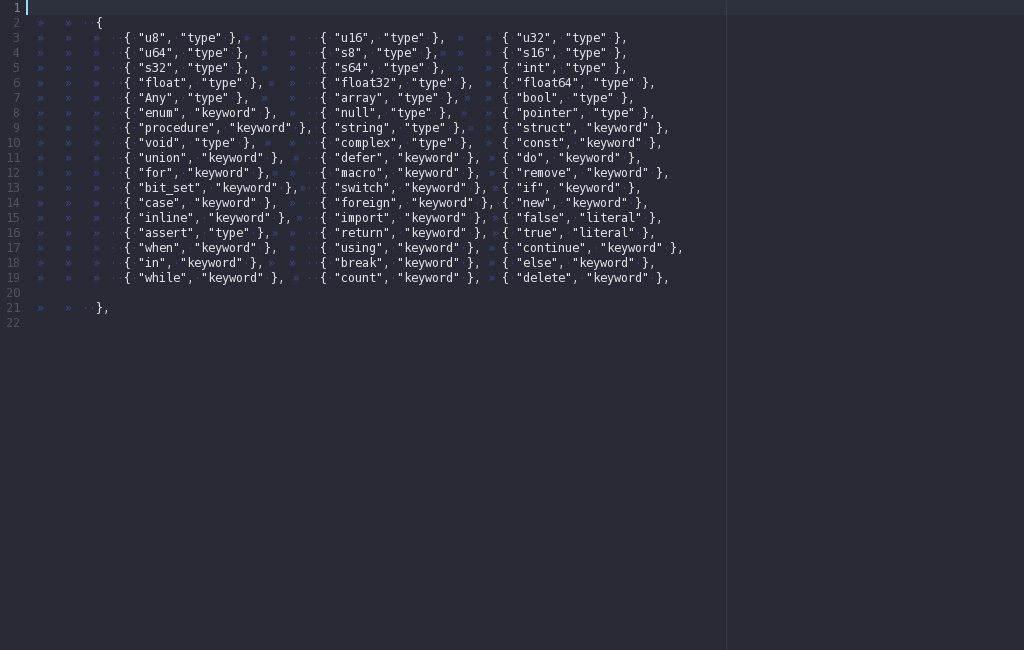 1
2 {
3 { "u8", "type" }, { "u16", "type" }, { "u32", "type" },
4 { "u64", "type" }, { "s8", "type" }, { "s16", "type" },
5 { "s32", "type" }, { "s64", "type" }, { "int", "type" },
6 { "float", "type" }, { "float32", "type" }, { "float64", "type" },
7 { "Any", "type" }, { "array", "type" }, { "bool", "type" },
8 { "enum", "keyword" }, { "null", "type" }, { "pointer", "type" },
9 { "procedure", "keyword" }, { "string", "type" }, { "struct", "keyword" },
10 { "void", "type" }, { "complex", "type" }, { "const", "keyword" },
11 { "union", "keyword" }, { "defer", "keyword" }, { "do", "keyword" },
12 { "for", "keyword" }, { "macro", "keyword" }, { "remove", "keyword" },
13 { "bit_set", "keyword" }, { "switch", "keyword" }, { "if", "keyword" },
14 { "case", "keyword" }, { "foreign", "keyword" }, { "new", "keyword" },
15 { "inline", "keyword" }, { "import", "keyword" }, { "false", "literal" },
16 { "assert", "type" }, { "return", "keyword" }, { "true", "literal" },
17 { "when", "keyword" }, { "using", "keyword" }, { "continue", "keyword" },
18 { "in", "keyword" }, { "break", "keyword" }, { "else", "keyword" },
19 { "while", "keyword" }, { "count", "keyword" }, { "delete", "keyword" },
20
21 },
22